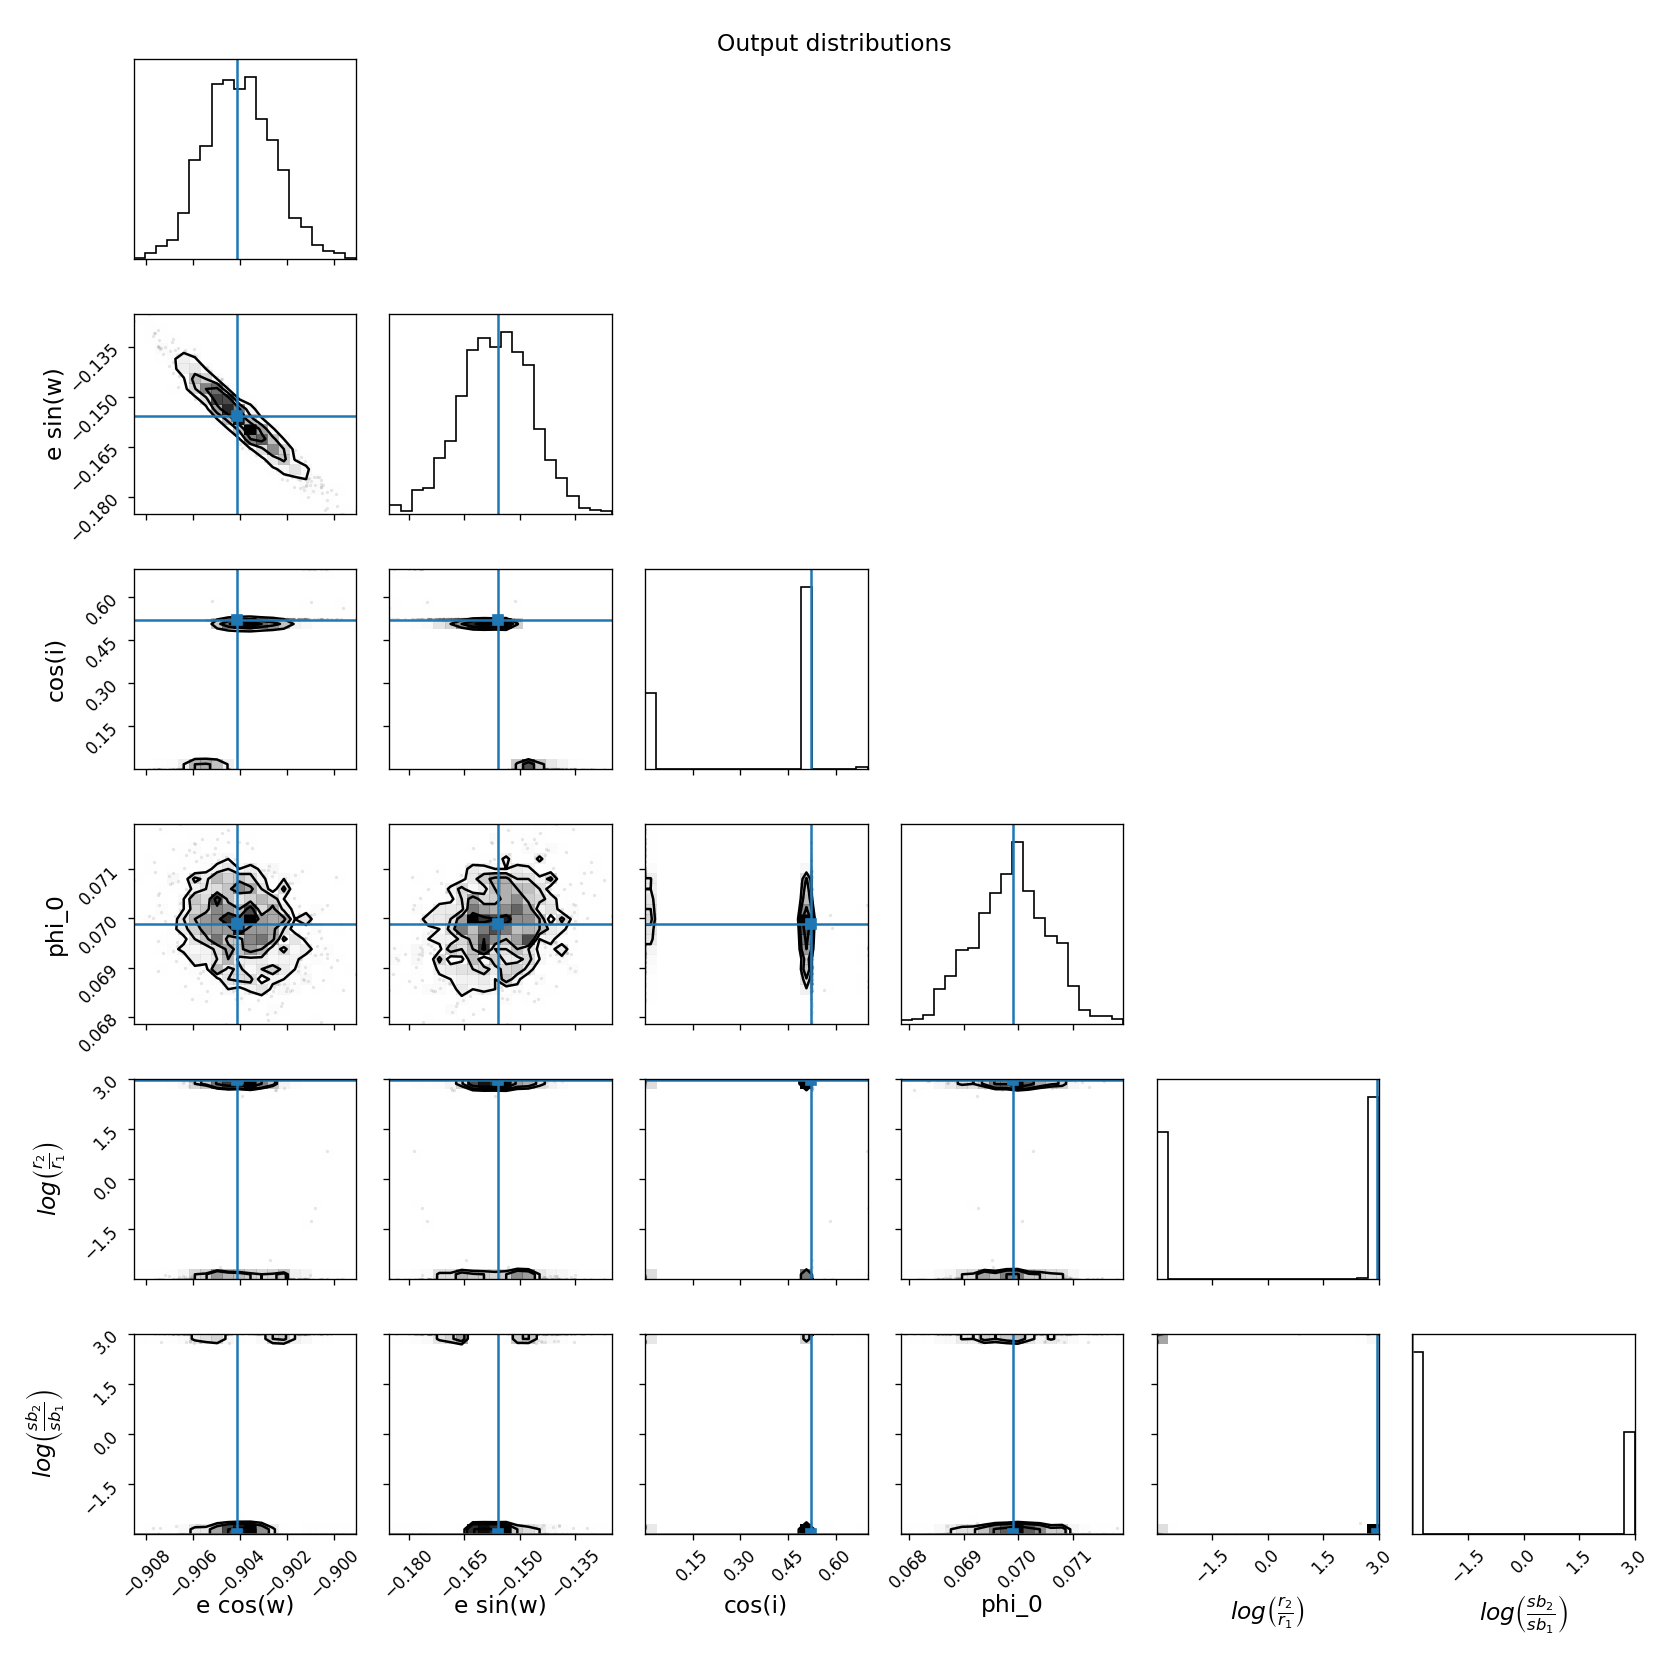 Output distributions
e sin(w)
−0.135
−0.150
−0.165
−0.180
cos(i)
0.60
0.45
0.30
0.15
phi_0
0.071
0.070
0.069
0.068
log(r₂/r₁)
3.0
1.5
0.0
−1.5
log(sb₂/sb₁)
3.0
1.5
0.0
−1.5
−0.908 −0.906 −0.904 −0.902 −0.900
−0.180 −0.165 −0.150 −0.135
0.15 0.30 0.45 0.60
0.068 0.069 0.070 0.071
−1.5 0.0 1.5 3.0
−1.5 0.0 1.5 3.0
e cos(w)
e sin(w)
cos(i)
phi_0
log(r₂/r₁)
log(sb₂/sb₁)